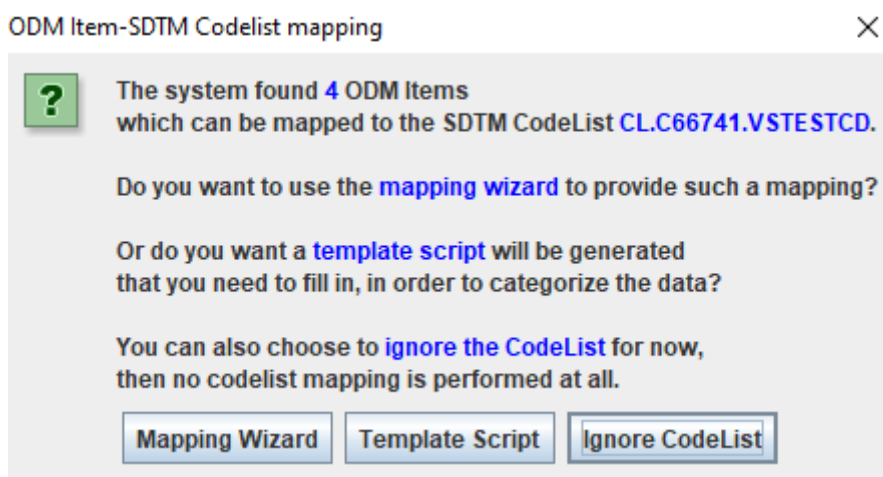 ODM Item-SDTM Codelist mapping
The system found 4 ODM Items
which can be mapped to the SDTM CodeList CL.C66741.VSTESTCD.
Do you want to use the mapping wizard to provide such a mapping?
Or do you want a template script will be generated
that you need to fill in, in order to categorize the data?
You can also choose to ignore the CodeList for now,
then no codelist mapping is performed at all.
Mapping Wizard Template Script Ignore CodeList